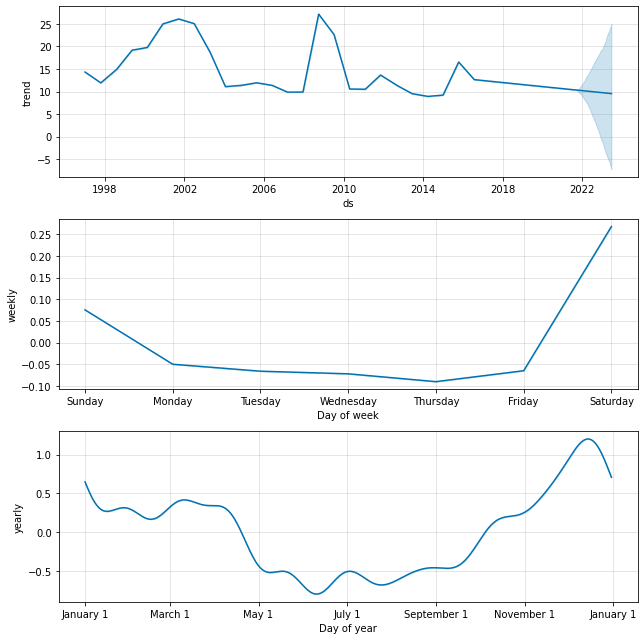 25
20
15
10
5
0
−5
trend
1998 2002 2006 2010 2014 2018 2022
ds
0.25
0.20
0.15
0.10
0.05
0.00
−0.05
−0.10
weekly
Sunday Monday Tuesday Wednesday Thursday Friday Saturday
Day of week
1.0
0.5
0.0
−0.5
yearly
January 1 March 1 May 1 July 1 September 1 November 1 January 1
Day of year